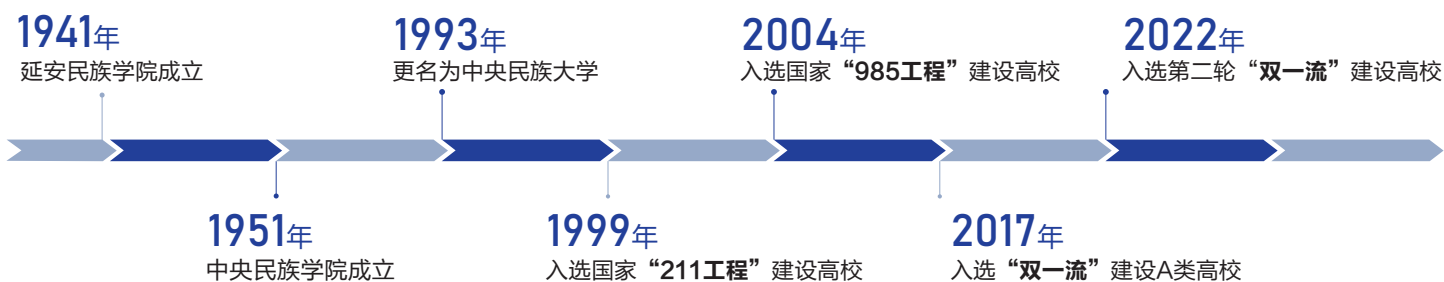 1941年
延安民族学院成立
1951年
中央民族学院成立
1993年
更名为中央民族大学
1999年
入选国家“211工程”建设高校
2004年
入选国家“985工程”建设高校
2017年
入选“双一流”建设A类高校
2022年
入选第二轮“双一流”建设高校